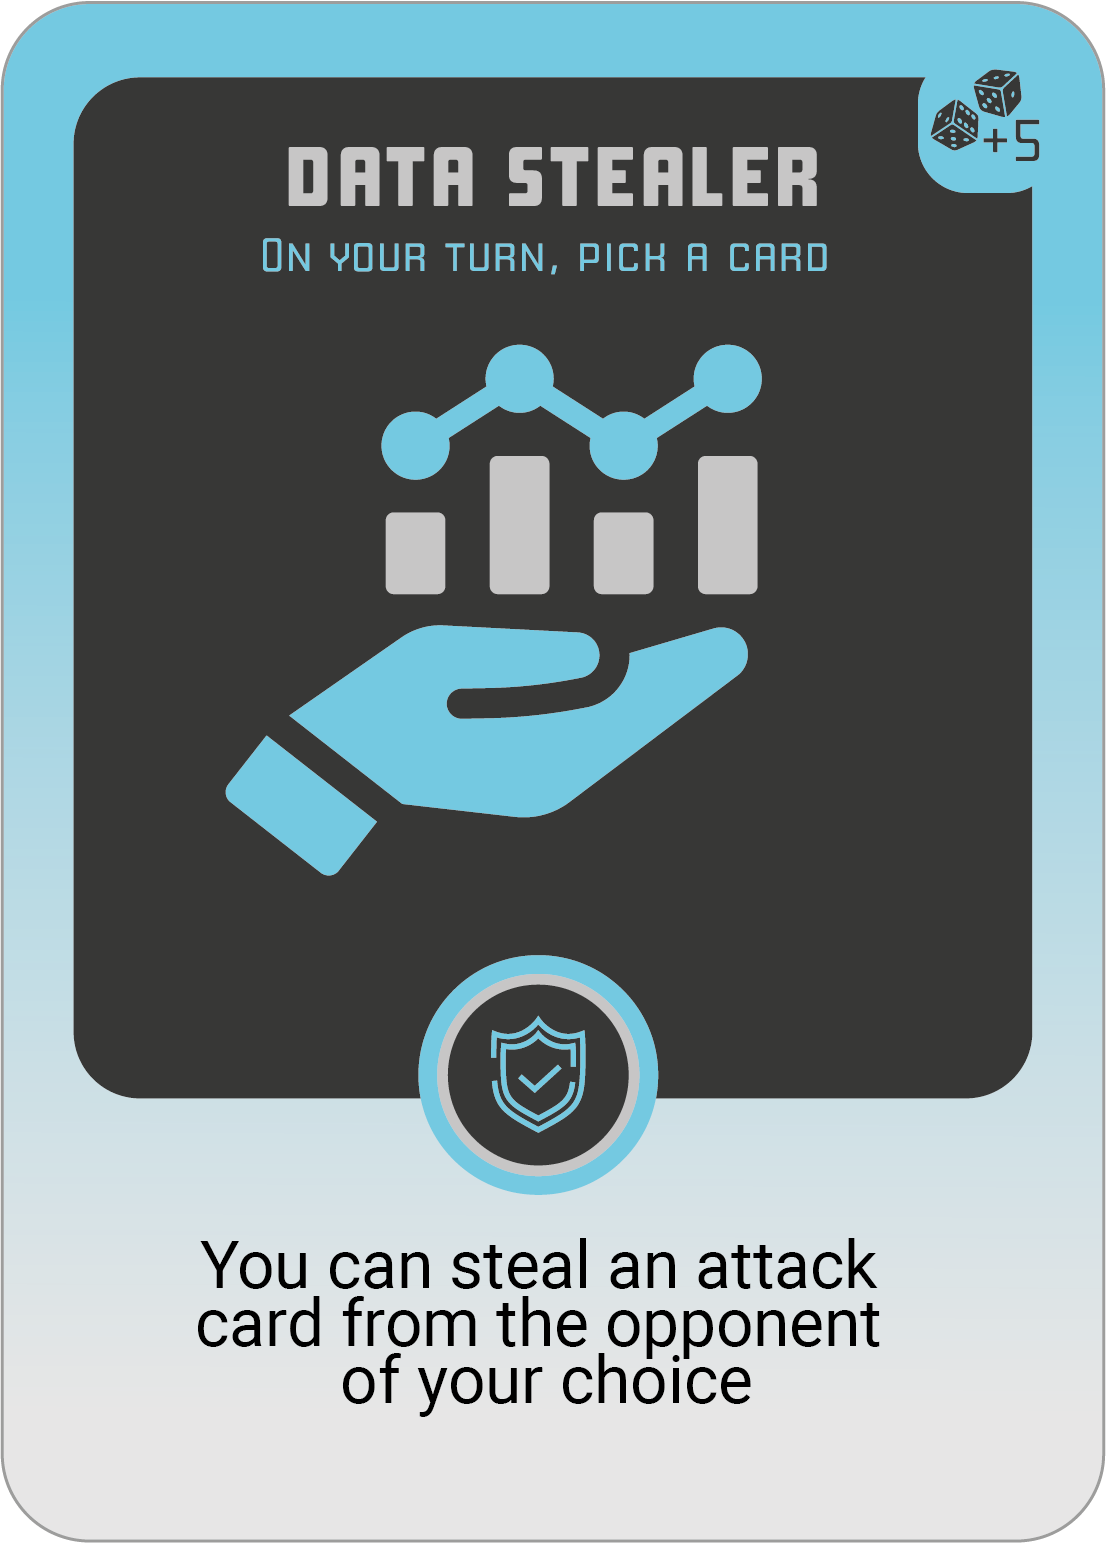 +5
DATA STEALER
On your turn, pick a card
You can steal an attack
card from the opponent
of your choice